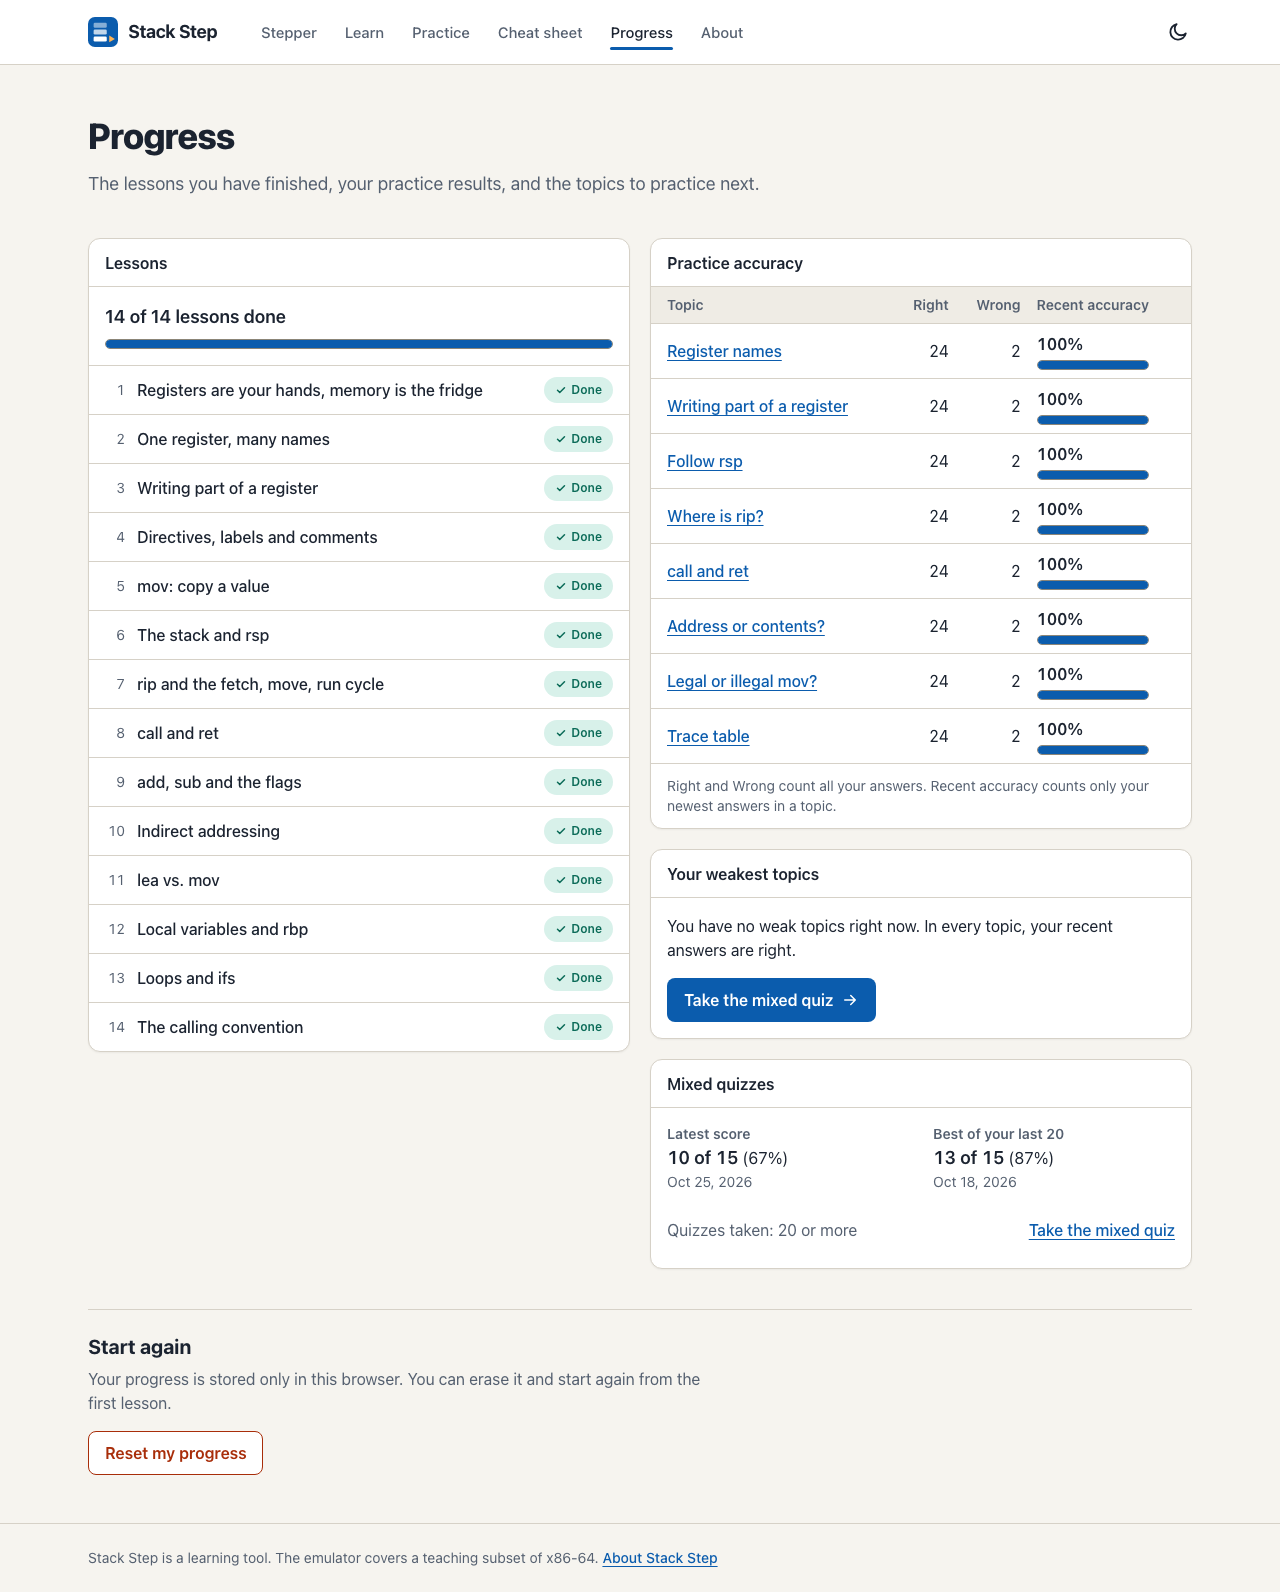 Stack Step
Stepper
Learn
Practice
Cheat sheet
Progress
About
Progress
The lessons you have finished, your practice results, and the topics to practice next.
Lessons
14 of 14 lessons done
1 Registers are your hands, memory is the fridge Done
2 One register, many names Done
3 Writing part of a register Done
4 Directives, labels and comments Done
5 mov: copy a value Done
6 The stack and rsp Done
7 rip and the fetch, move, run cycle Done
8 call and ret Done
9 add, sub and the flags Done
10 Indirect addressing Done
11 lea vs. mov Done
12 Local variables and rbp Done
13 Loops and ifs Done
14 The calling convention Done
Practice accuracy
Topic Right Wrong Recent accuracy
Register names 24 2 100%
Writing part of a register 24 2 100%
Follow rsp 24 2 100%
Where is rip? 24 2 100%
call and ret 24 2 100%
Address or contents? 24 2 100%
Legal or illegal mov? 24 2 100%
Trace table 24 2 100%
Right and Wrong count all your answers. Recent accuracy counts only your
newest answers in a topic.
Your weakest topics
You have no weak topics right now. In every topic, your recent
answers are right.
Take the mixed quiz →
Mixed quizzes
Latest score
10 of 15 (67%)
Oct 25, 2026
Best of your last 20
13 of 15 (87%)
Oct 18, 2026
Quizzes taken: 20 or more
Take the mixed quiz
Start again
Your progress is stored only in this browser. You can erase it and start again from the
first lesson.
Reset my progress
Stack Step is a learning tool. The emulator covers a teaching subset of x86-64. About Stack Step